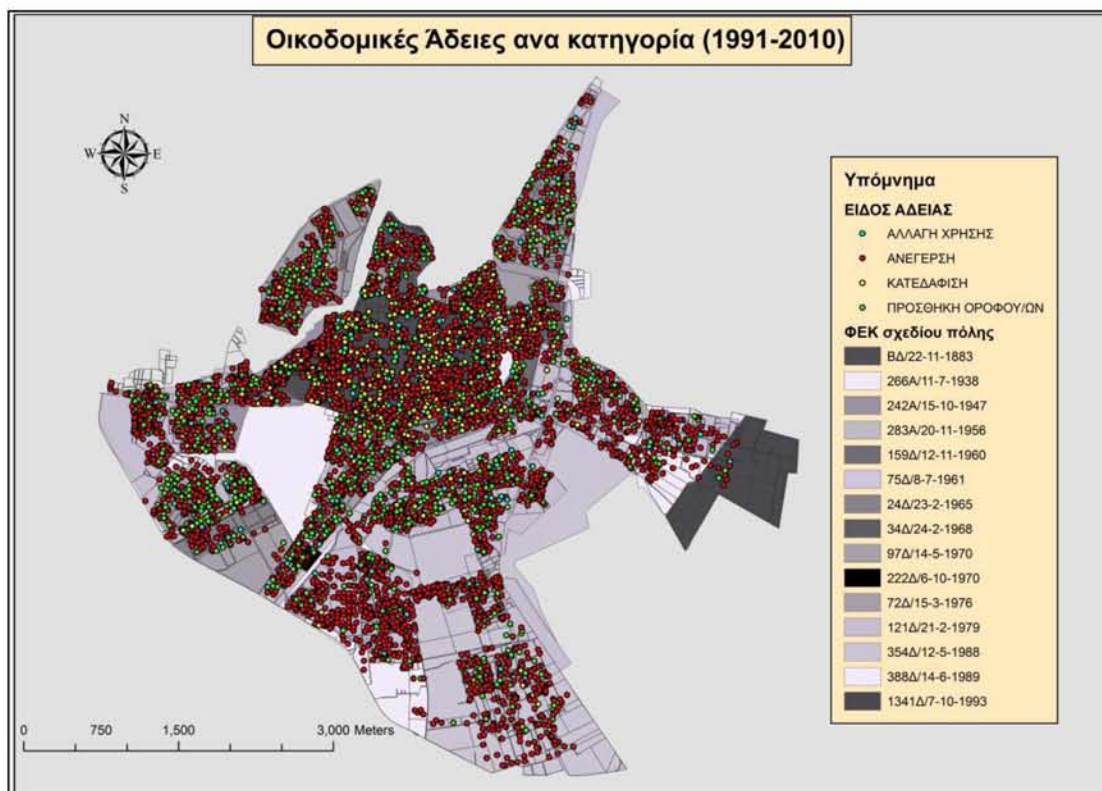 Οικοδομικές Άδειες ανα κατηγορία (1991-2010)
N
W E
S
Υπόμνημα
ΕΙΔΟΣ ΑΔΕΙΑΣ
ΑΛΛΑΓΗ ΧΡΗΣΗΣ
ΑΝΕΓΕΡΣΗ
ΚΑΤΕΔΑΦΙΣΗ
ΠΡΟΣΘΗΚΗ ΟΡΟΦΟΥ/ΩΝ
ΦΕΚ σχεδίου πόλης
ΒΔ/22-11-1883
266Α/11-7-1938
242Α/15-10-1947
283Α/20-11-1956
159Δ/12-11-1960
75Δ/8-7-1961
24Δ/23-2-1965
34Δ/24-2-1968
97Δ/14-5-1970
222Δ/6-10-1970
72Δ/15-3-1976
121Δ/21-2-1979
354Δ/12-5-1988
388Δ/14-6-1989
1341Δ/7-10-1993
0 750 1,500 3,000 Meters